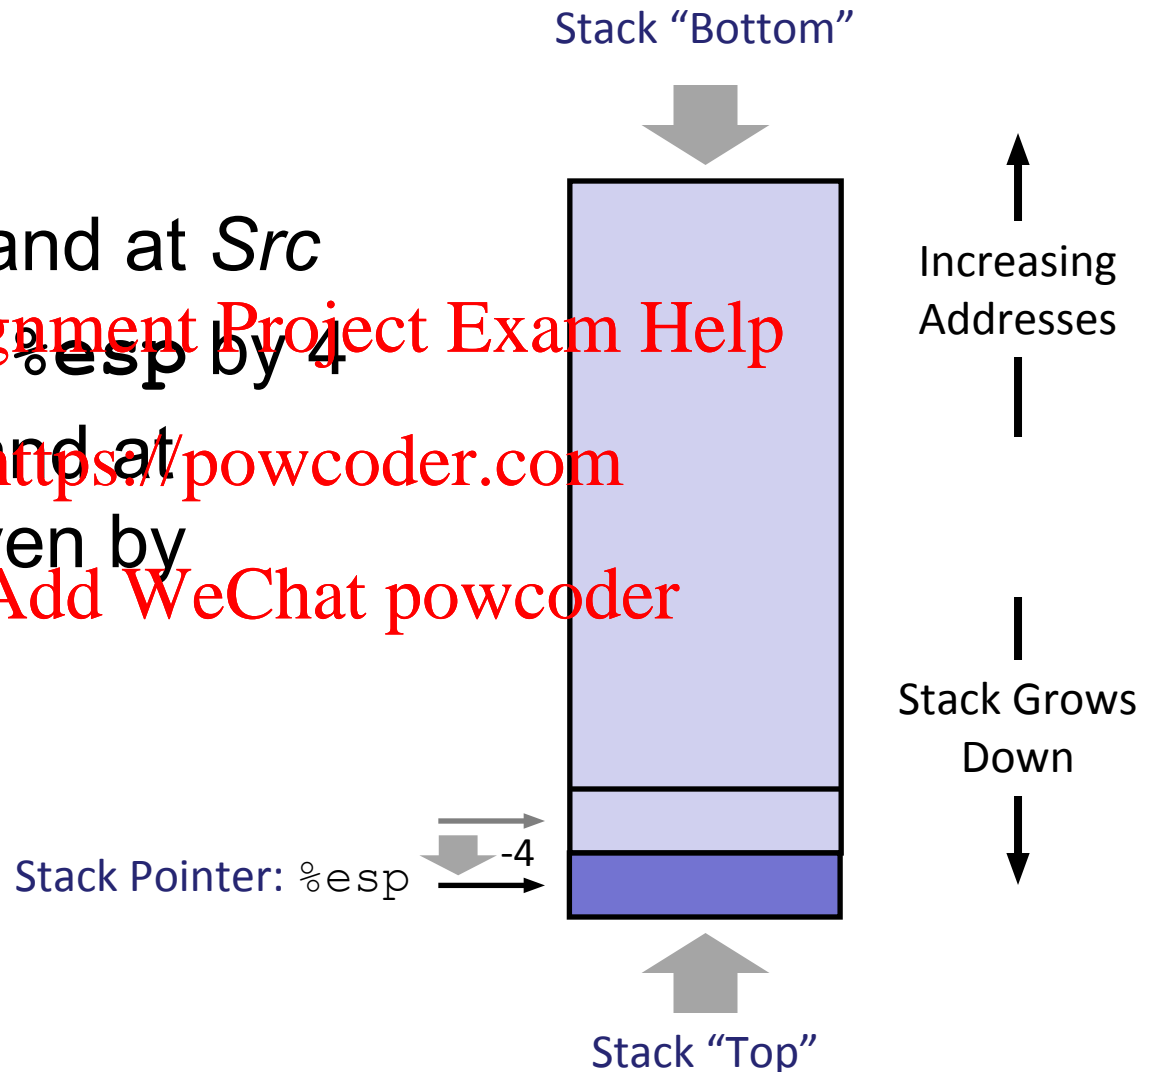 Stack “Bottom”
and at Src
gnment Project Exam Help
%esp by 4
and at
https://powcoder.com
en by
Add WeChat powcoder
Increasing
Addresses
Stack Grows
Down
-4
Stack Pointer: %esp
Stack “Top”